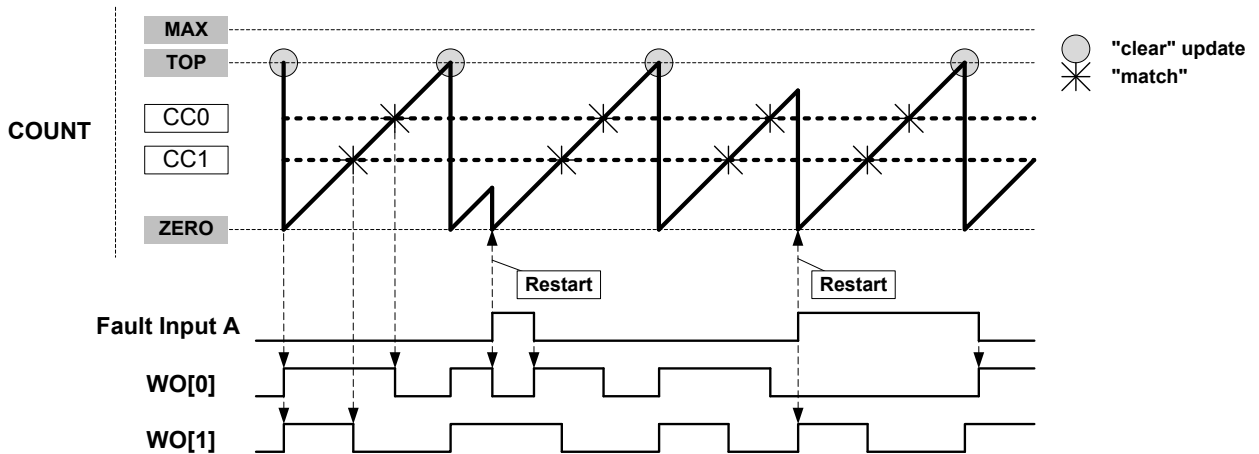 MAX
TOP
"clear" update
"match"
CC0
COUNT
CC1
ZERO
Restart
Restart
Fault Input A
WO[0]
WO[1]